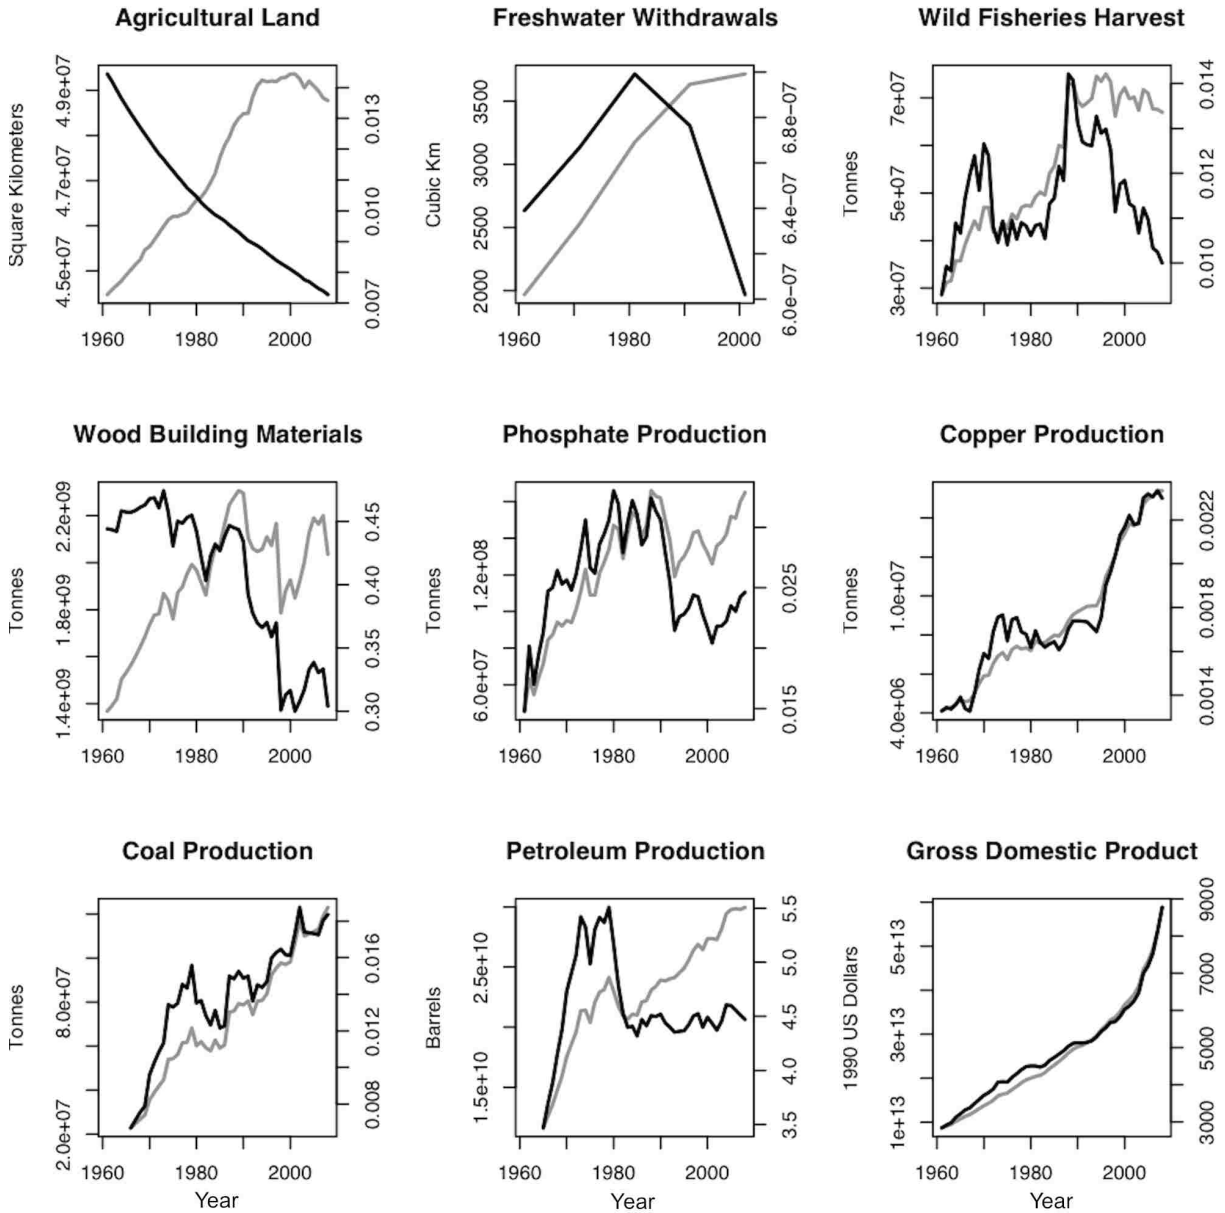 Agricultural Land
Square Kilometers
4.5e+07 4.7e+07 4.9e+07
0.007 0.010 0.013
1960 1980 2000
Freshwater Withdrawals
Cubic Km
2000 2500 3000 3500
6.0e−07 6.4e−07 6.8e−07
1960 1980 2000
Wild Fisheries Harvest
Tonnes
3e+07 5e+07 7e+07
0.010 0.012 0.014
1960 1980 2000
Wood Building Materials
Tonnes
1.4e+09 1.8e+09 2.2e+09
0.30 0.35 0.40 0.45
1960 1980 2000
Phosphate Production
Tonnes
6.0e+07 1.2e+08
0.015 0.025
1960 1980 2000
Copper Production
Tonnes
4.0e+06 1.0e+07
0.0014 0.0018 0.0022
1960 1980 2000
Coal Production
Tonnes
2.0e+07 8.0e+07
0.008 0.012 0.016
1960 1980 2000
Year
Petroleum Production
Barrels
1.5e+10 2.5e+10
3.5 4.0 4.5 5.0 5.5
1960 1980 2000
Year
Gross Domestic Product
1990 US Dollars
1e+13 3e+13 5e+13
3000 5000 7000 9000
1960 1980 2000
Year